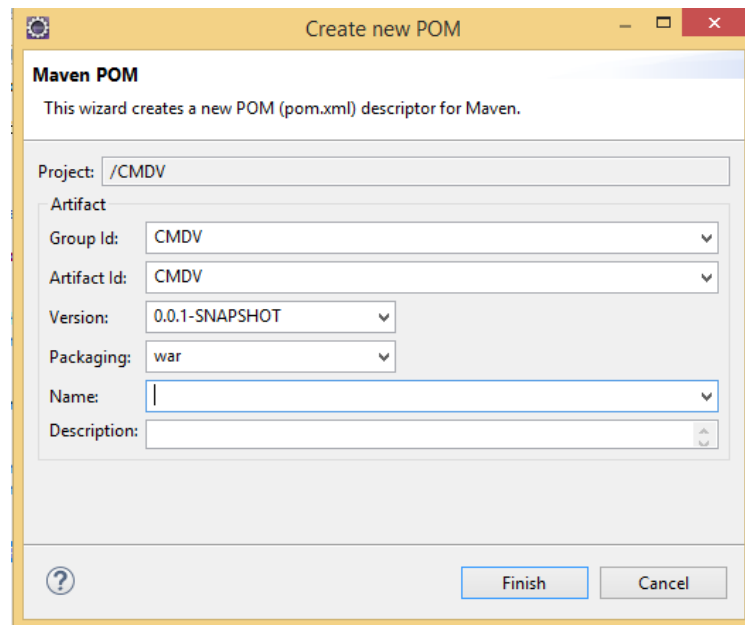 Create new POM
Maven POM
This wizard creates a new POM (pom.xml) descriptor for Maven.
Project: /CMDV
Artifact
Group Id: CMDV
Artifact Id: CMDV
Version: 0.0.1-SNAPSHOT
Packaging: war
Name:
Description:
Finish Cancel